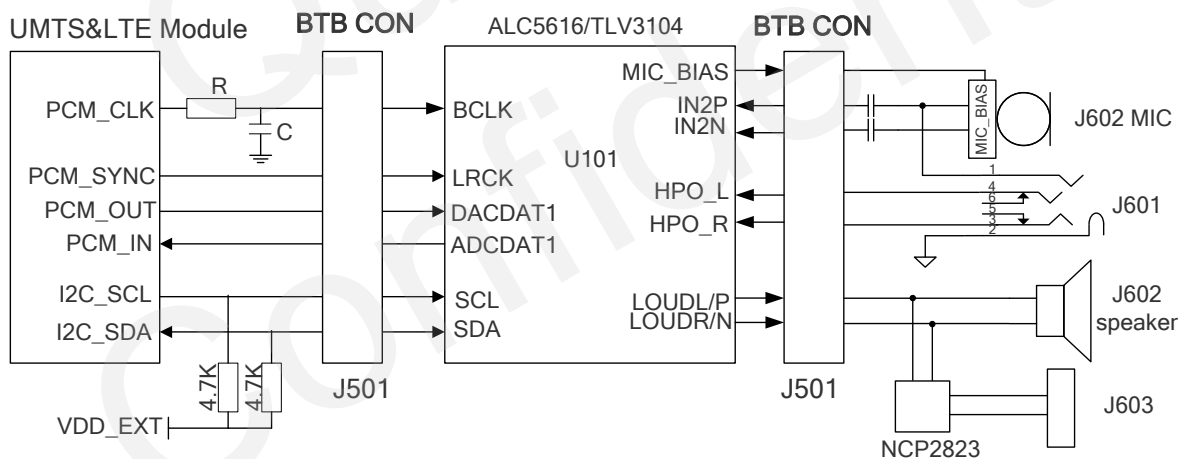 UMTS&LTE Module
BTB CON
ALC5616/TLV3104
BTB CON
PCM_CLK
R
C
PCM_SYNC
PCM_OUT
PCM_IN
I2C_SCL
I2C_SDA
4.7K
4.7K
VDD_EXT
J501
BCLK
LRCK
DACDAT1
ADCDAT1
SCL
SDA
U101
MIC_BIAS
IN2P
IN2N
HPO_L
HPO_R
LOUDL/P
LOUDR/N
J501
MIC_BIAS
J602 MIC
1
4
6
5
3
2
J601
J602
speaker
NCP2823
J603
Confident